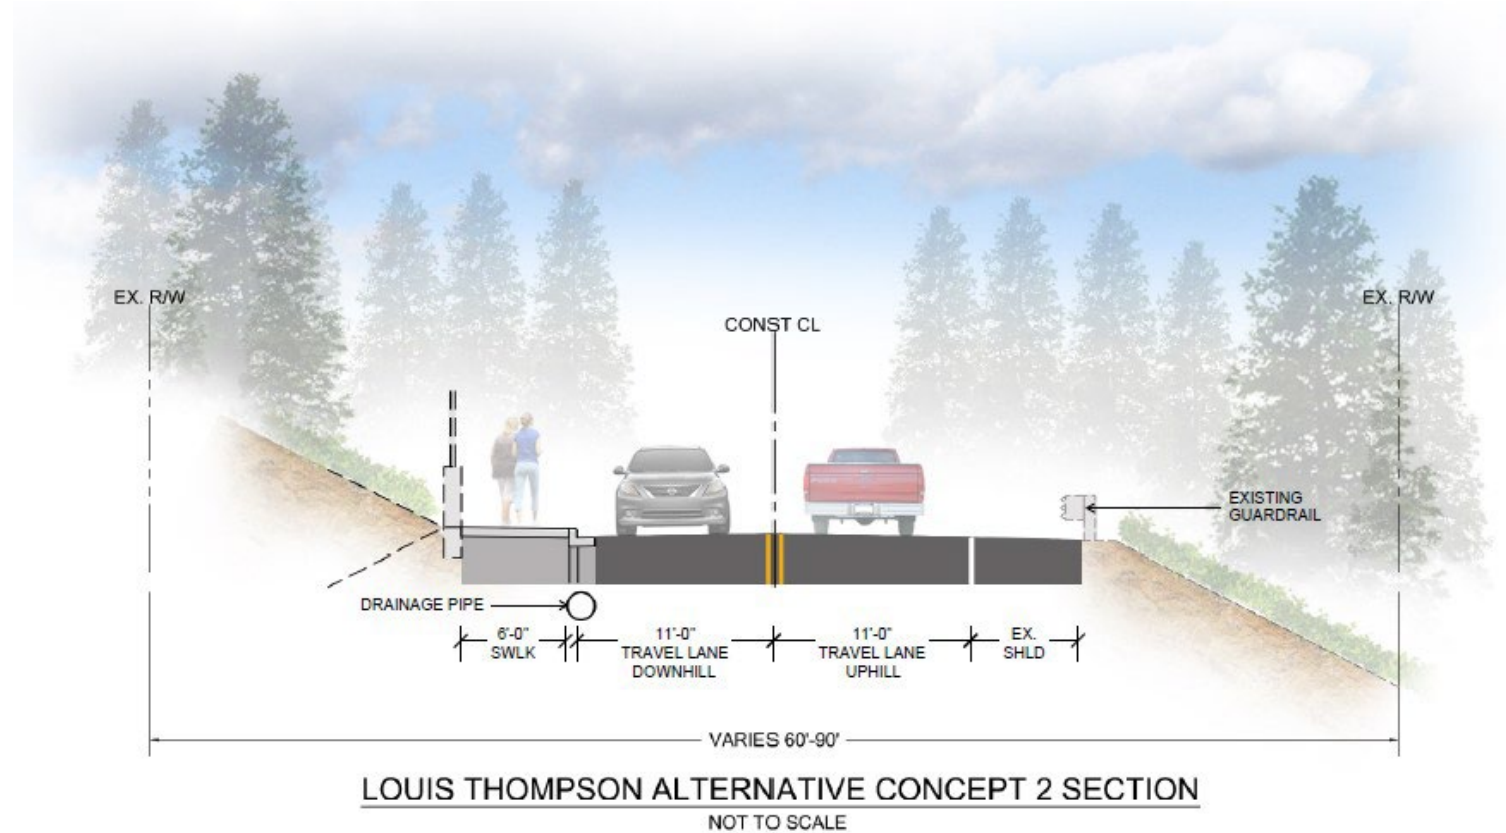 EX. R/W
EX. R/W
CONST CL
EXISTING
GUARDRAIL
DRAINAGE PIPE
6'-0"
SWLK
11'-0"
TRAVEL LANE
DOWNHILL
11'-0"
TRAVEL LANE
UPHILL
EX.
SHLD
VARIES 60'-90'
LOUIS THOMPSON ALTERNATIVE CONCEPT 2 SECTION
NOT TO SCALE